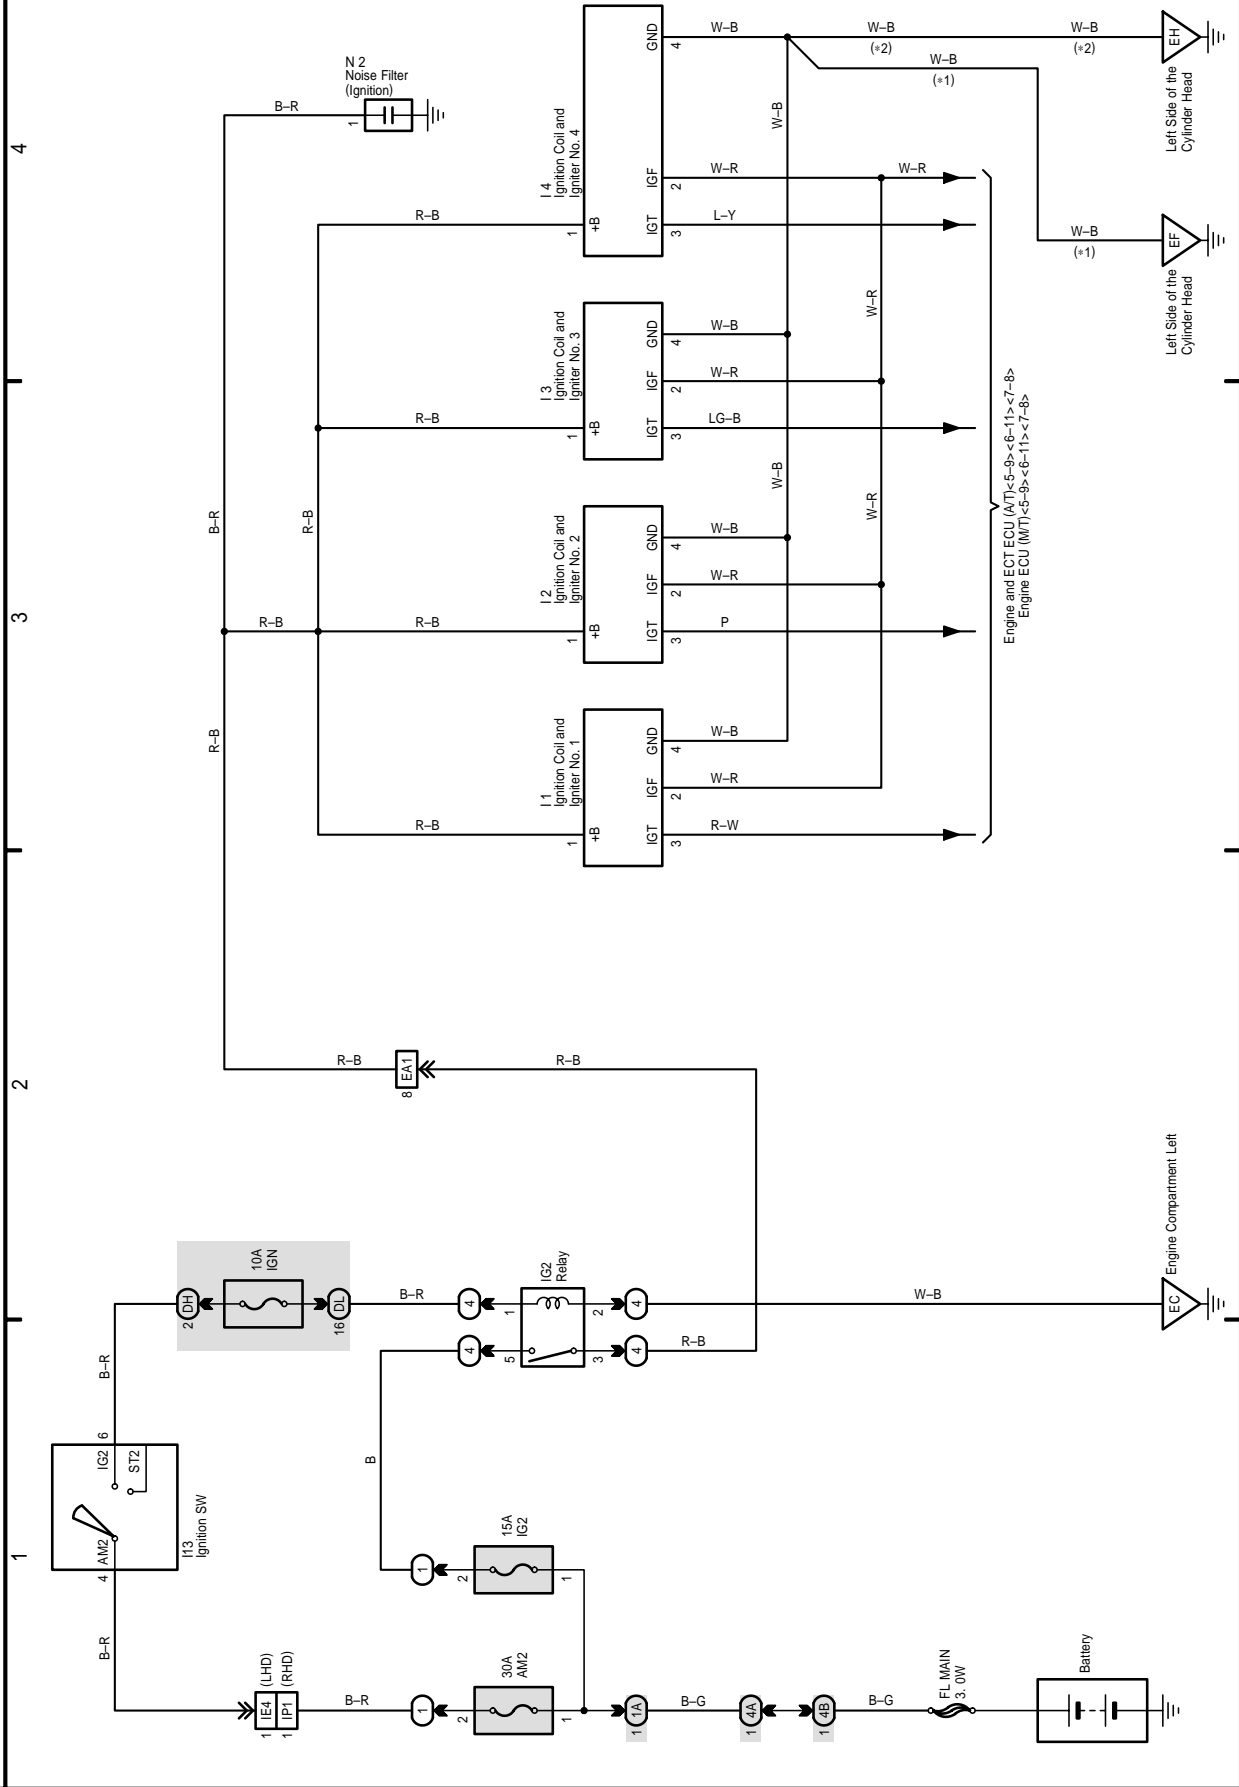 1
2
3
4
Battery
FL MAIN
3. 0W
B–G
1 4B
1 4A
B–G
1 1A
30A
AM2
1
2
1
B–R
1 IE4 (LHD)
1 IP1 (RHD)
B–R
15A
IG2
1
2
1
B
I13
Ignition SW
4
AM2
IG2
6
ST2
B–R
2 DH
10A
IGN
16 DL
B–R
4
4
IG2
Relay
1
5
2
3
4
4
R–B
W–B
EC
Engine Compartment Left
R–B
8 EA1
R–B
R–B
R–B
B–R
R–B
B–R
N 2
Noise Filter
(Ignition)
1
R–B
R–B
R–B
R–B
I 1
Ignition Coil and
Igniter No. 1
1
+B
IGT
IGF
GND
3
2
4
R–W
W–R
W–B
I 2
Ignition Coil and
Igniter No. 2
1
+B
IGT
IGF
GND
3
2
4
P
W–R
W–B
I 3
Ignition Coil and
Igniter No. 3
1
+B
IGT
IGF
GND
3
2
4
LG–B
W–R
W–B
I 4
Ignition Coil and
Igniter No. 4
1
+B
IGT
IGF
GND
3
2
4
L–Y
W–R
W–B
W–B
W–B
W–R
W–R
W–R
W–B
(*2)
W–B
(*2)
W–B
(*1)
W–B
(*1)
Engine and ECT ECU (A/T)<5–9><6–11><7–8>
Engine ECU (M/T)<5–9><6–11><7–8>
EF
Left Side of the
Cylinder Head
EH
Left Side of the
Cylinder Head